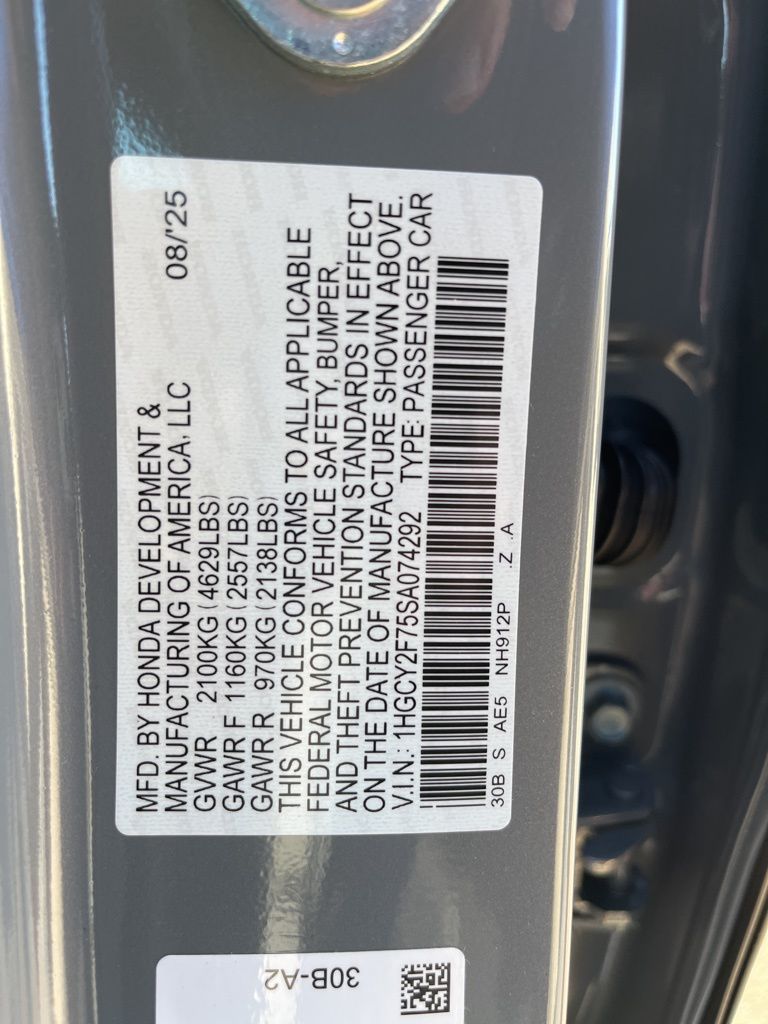 MFD. BY HONDA DEVELOPMENT &
MANUFACTURING OF AMERICA, LLC 08/'25
GVWR 2100KG (4629LBS)
GAWR F 1160KG (2557LBS)
GAWR R 970KG (2138LBS)
THIS VEHICLE CONFORMS TO ALL APPLICABLE
FEDERAL MOTOR VEHICLE SAFETY, BUMPER,
AND THEFT PREVENTION STANDARDS IN EFFECT
ON THE DATE OF MANUFACTURE SHOWN ABOVE.
V.I.N.: 1HGCY2F75SA074292 TYPE: PASSENGER CAR
30B S AE5 NH912P .Z .A
30B-A2